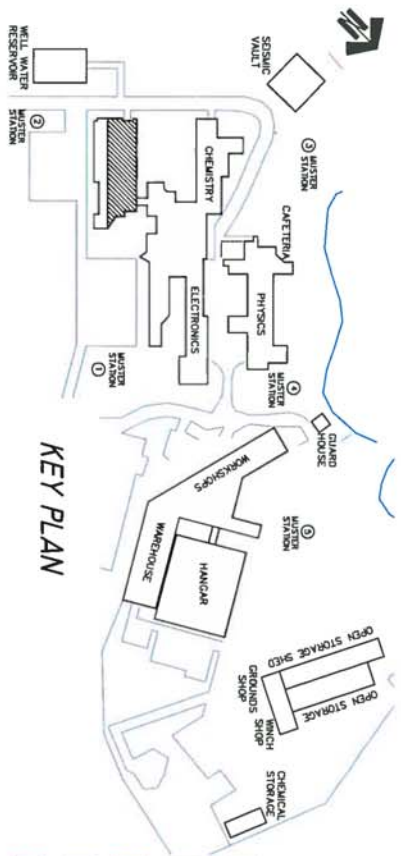 N
SEISMIC
VAULT
WELL WATER
RESERVOIR
MUSTER
STATION
3
MUSTER
STATION
2
CHEMISTRY
CAFETERIA
PHYSICS
ELECTRONICS
MUSTER
STATION
1
MUSTER
STATION
4
GUARD
HOUSE
KEY PLAN
WORKSHOPS
WAREHOUSE
HANGAR
MUSTER
STATION
5
OPEN STORAGE SHED
OPEN STORAGE
GROUNDS
SHOP
WINCH
SHOP
CHEMICAL
STORAGE